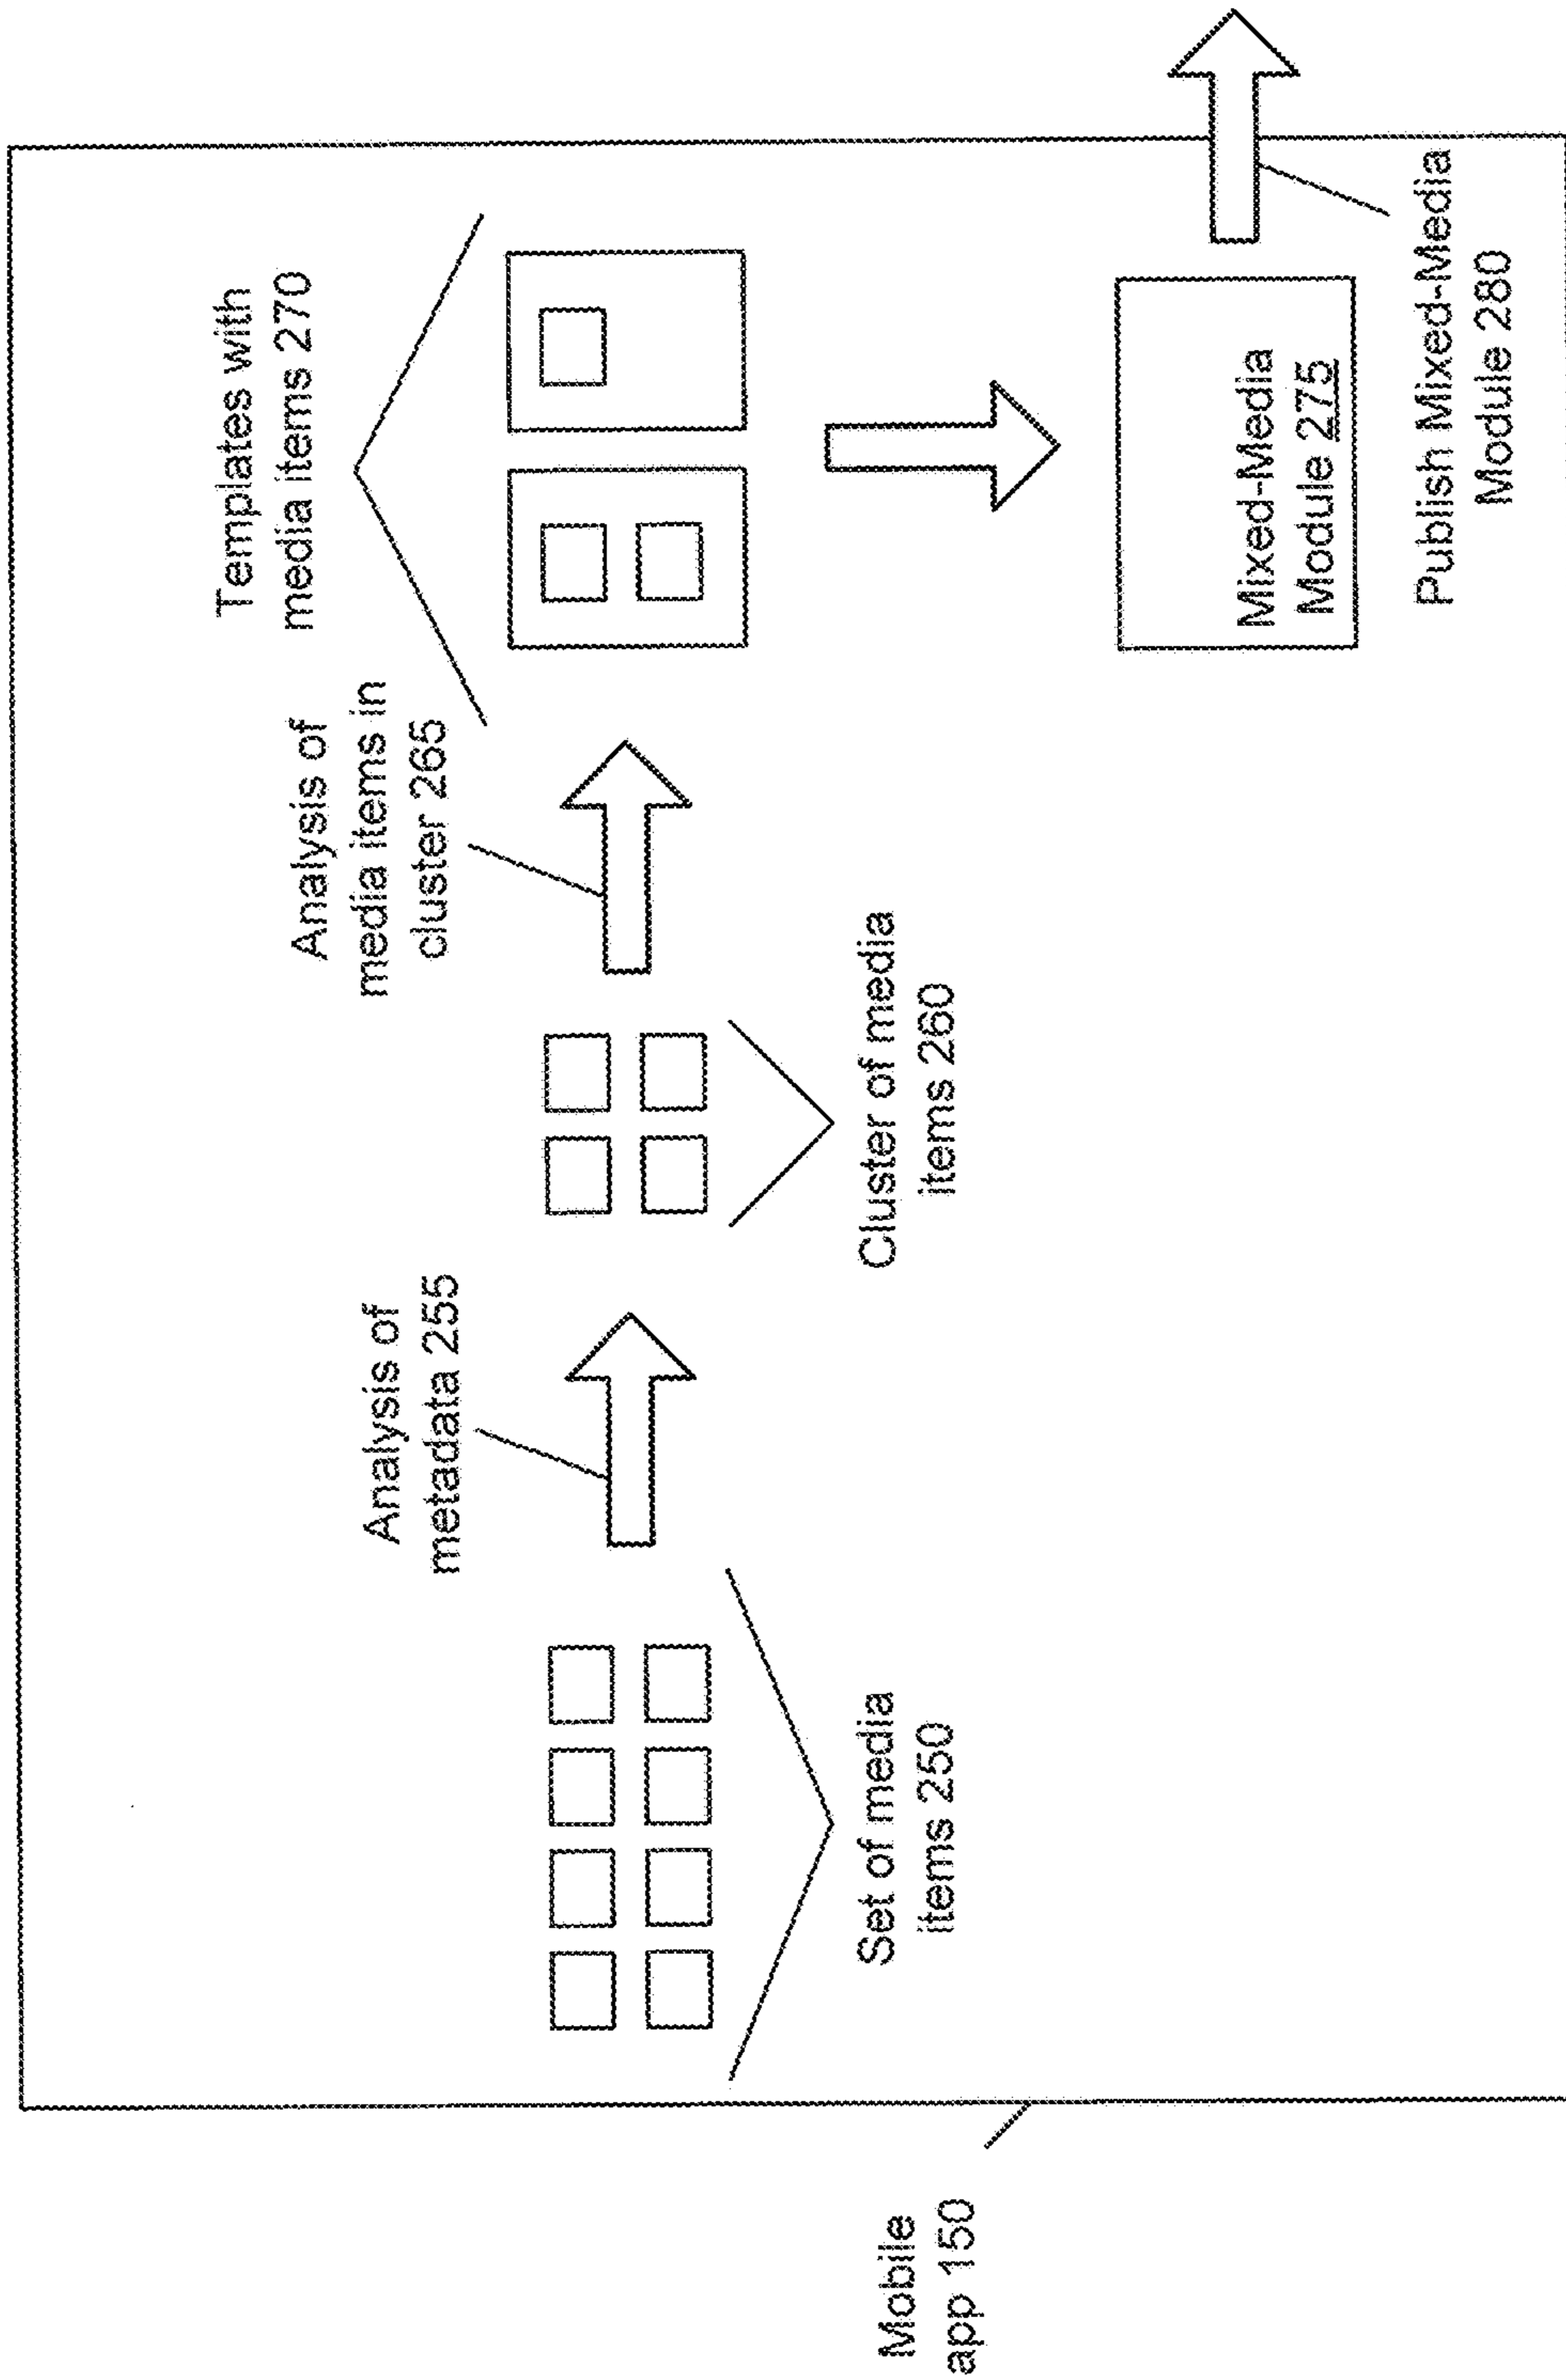 Mobile
app 150
Set of media
items 250
Analysis of
metadata 255
Cluster of media
items 260
Analysis of
media items in
cluster 265
Templates with
media items 270
Mixed-Media
Module 275
Publish Mixed-Media
Module 280